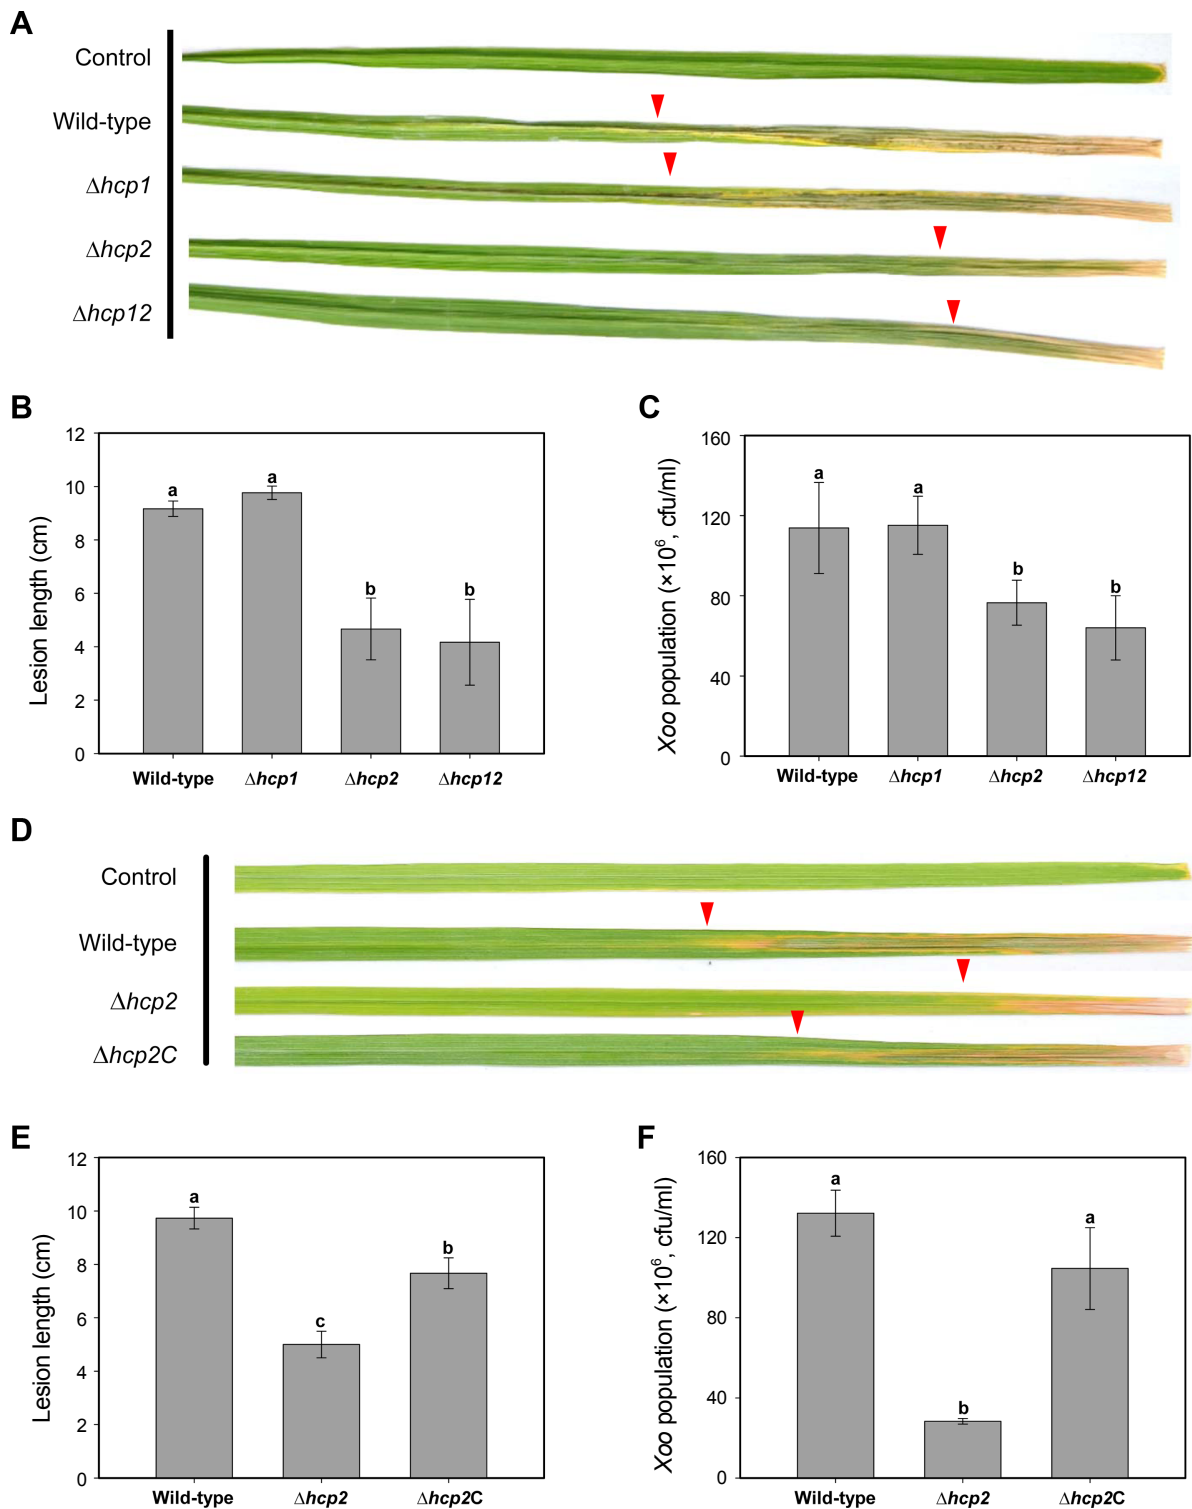 A
Control
Wild-type
Δhcp1
Δhcp2
Δhcp12
B
12
10
8
6
4
2
0
Lesion length (cm)
a
a
b
b
Wild-type
Δhcp1
Δhcp2
Δhcp12
C
160
120
80
40
0
Xoo population (×10⁶, cfu/ml)
a
a
b
b
Wild-type
Δhcp1
Δhcp2
Δhcp12
D
Control
Wild-type
Δhcp2
Δhcp2C
E
12
10
8
6
4
2
0
Lesion length (cm)
a
c
b
Wild-type
Δhcp2
Δhcp2C
F
160
120
80
40
0
Xoo population (×10⁶, cfu/ml)
a
b
a
Wild-type
Δhcp2
Δhcp2C